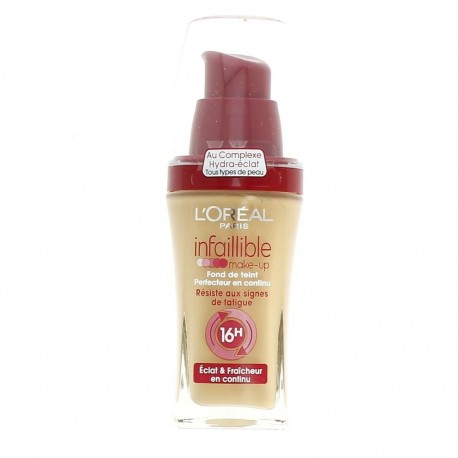 Au Complexe
Hydra-éclat
Tous types de peau
L'ORÉAL
PARIS
infaillible
make-up
Fond de teint
Perfecteur en continu
Résiste aux signes
de fatigue
16H
Éclat & Fraîcheur
en continu